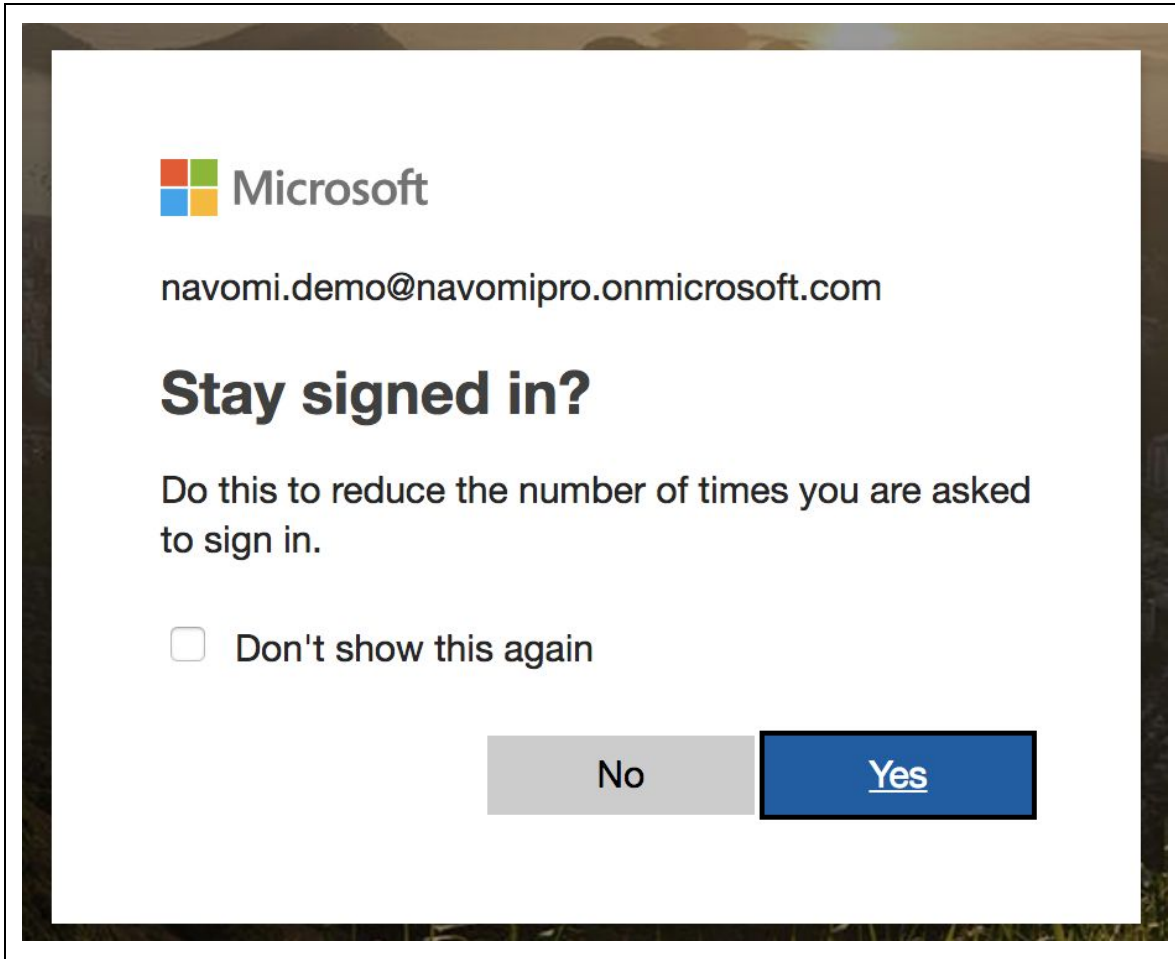 Microsoft
navomi.demo@navomipro.onmicrosoft.com
Stay signed in?
Do this to reduce the number of times you are asked
to sign in.
Don't show this again
No
Yes